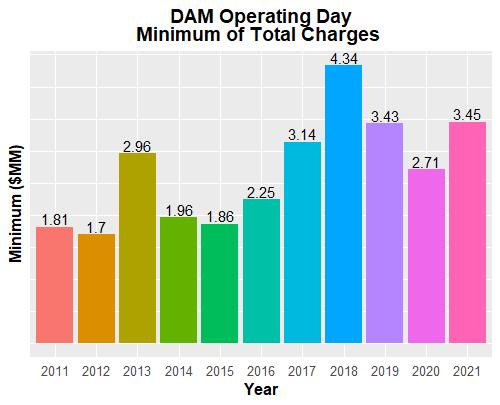 DAM Operating Day
Minimum of Total Charges
4.34
3.43
3.45
3.14
2.96
2.71
2.25
1.81
1.7
1.96
1.86
Minimum ($MM)
2011 2012 2013 2014 2015 2016 2017 2018 2019 2020 2021
Year